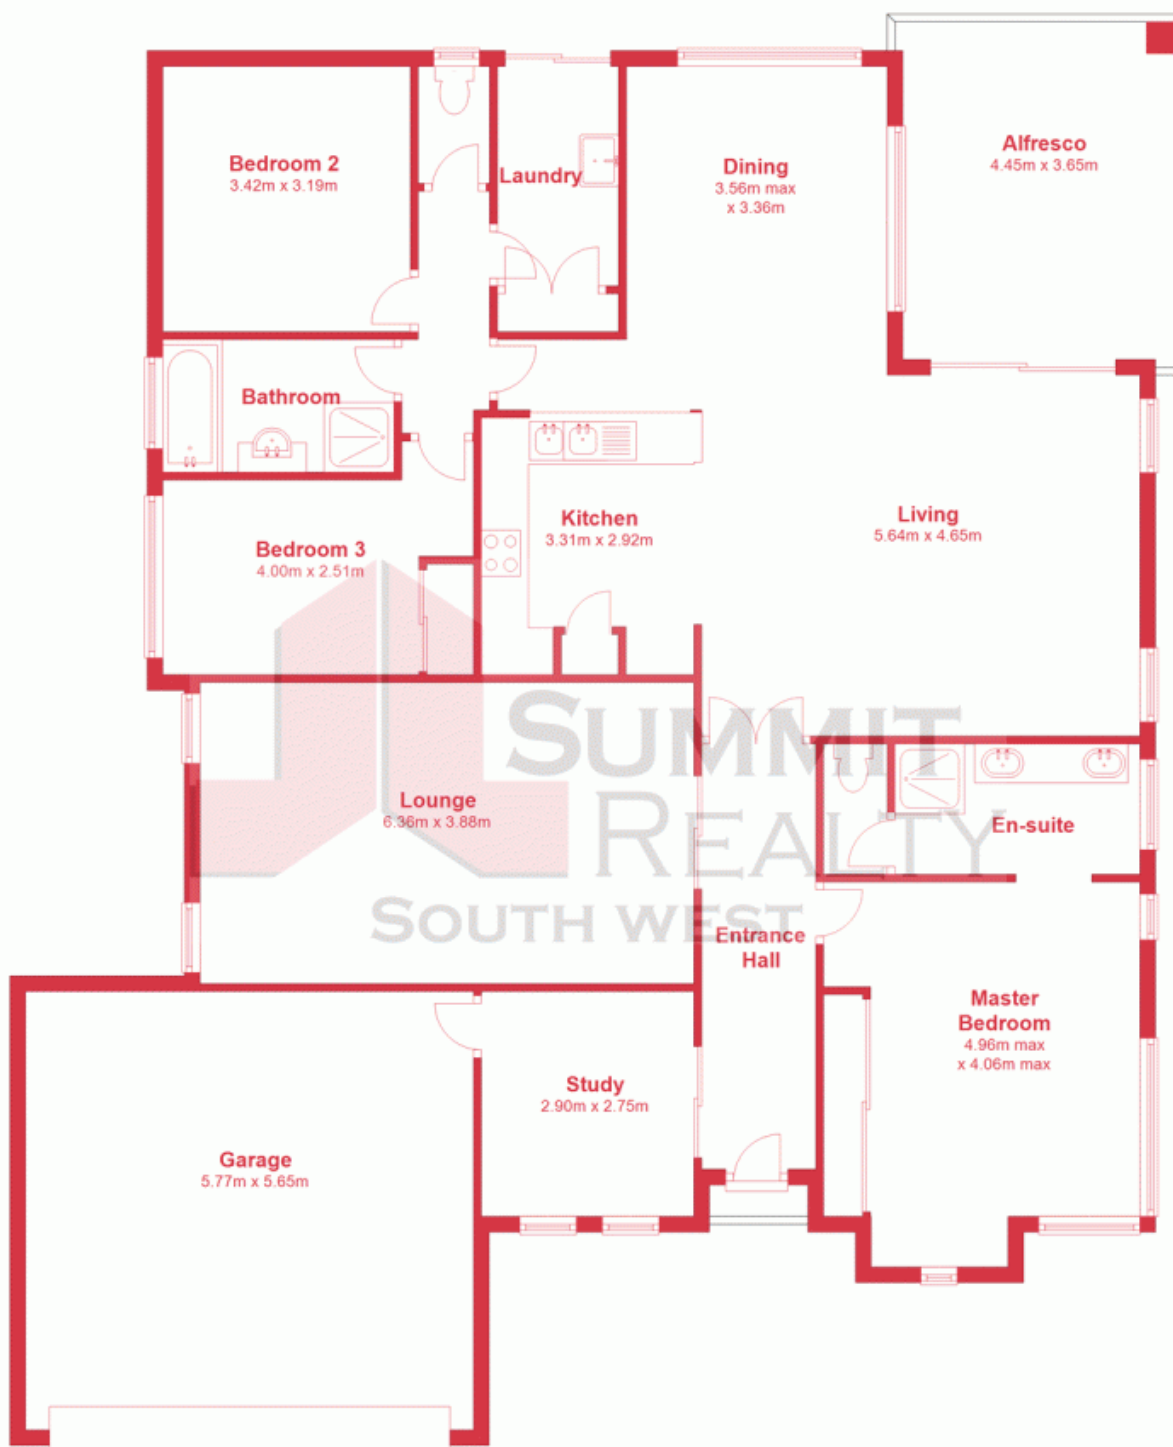 Bedroom 2
3.42m x 3.19m
Laundry
Dining
3.56m max
x 3.36m
Alfresco
4.45m x 3.65m
Bathroom
Kitchen
3.31m x 2.92m
Living
5.64m x 4.65m
Bedroom 3
4.00m x 2.51m
SUMMIT
REALTY
SOUTH WEST
Lounge
6.36m x 3.88m
En-suite
Entrance
Hall
Master
Bedroom
4.96m max
x 4.06m max
Study
2.90m x 2.75m
Garage
5.77m x 5.65m